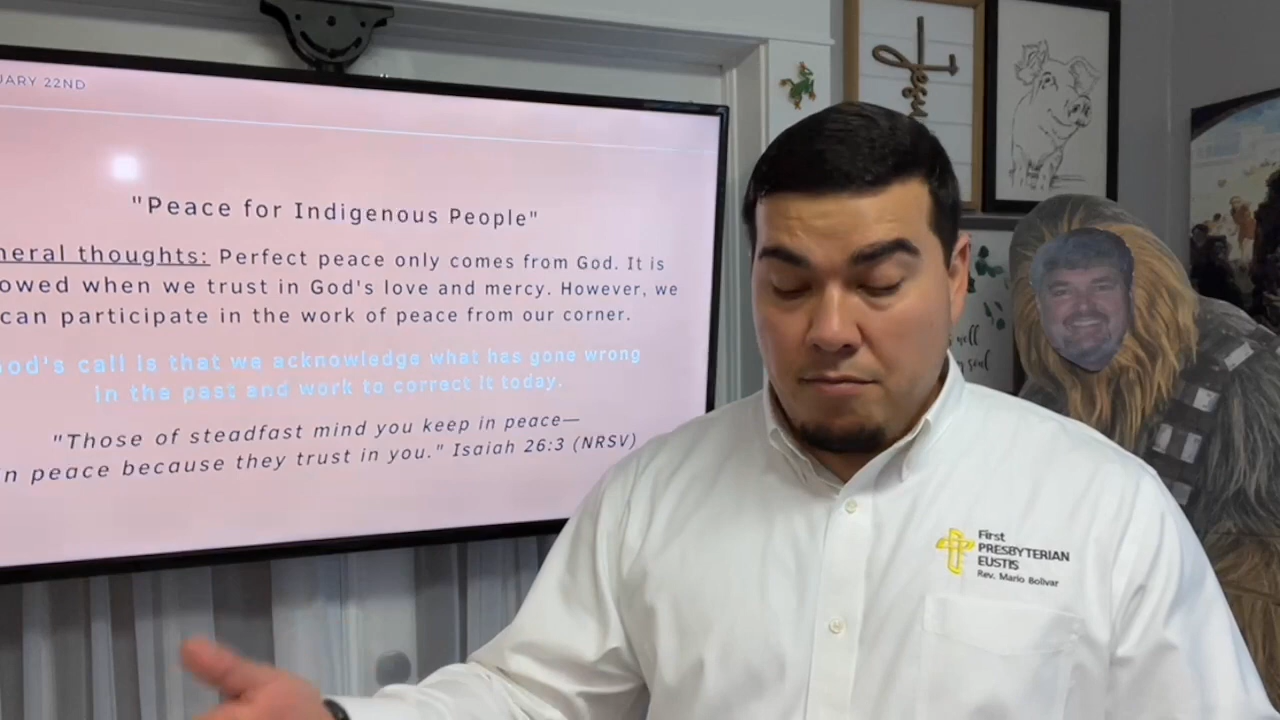 UARY 22ND
"Peace for Indigenous People"
neral thoughts: Perfect peace only comes from God. It is
owed when we trust in God's love and mercy. However, we
can participate in the work of peace from our corner.
od's call is that we acknowledge what has gone wrong
in the past and work to correct it today.
"Those of steadfast mind you keep in peace—
n peace because they trust in you." Isaiah 26:3 (NRSV)
First
PRESBYTERIAN
EUSTIS
Rev. Mario Bolivar
well
soul